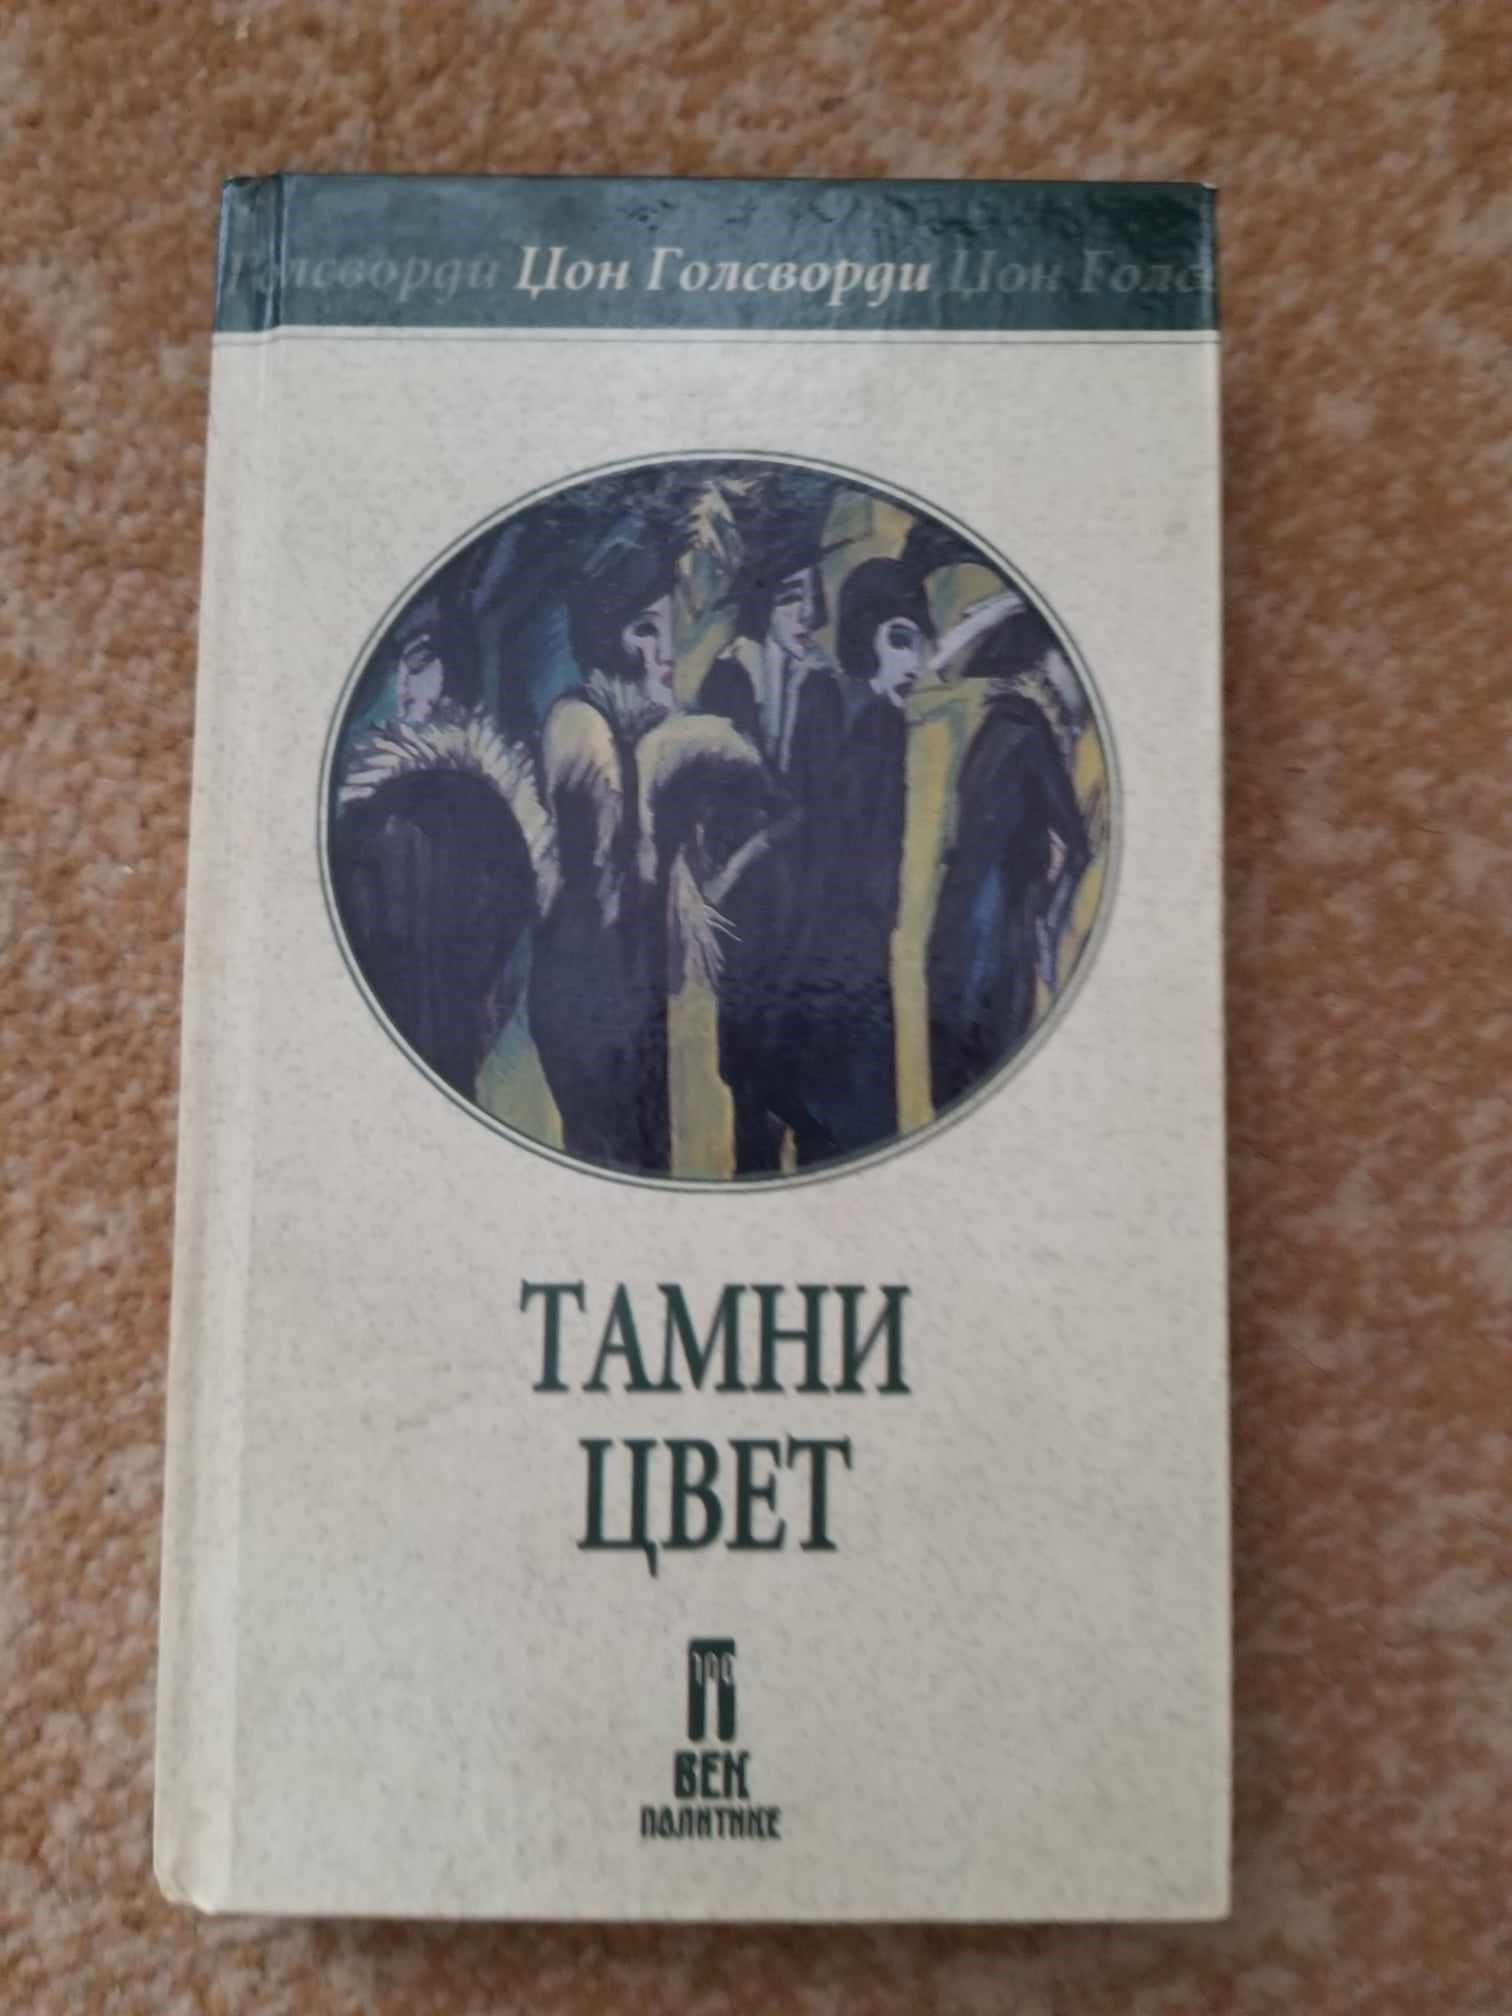 Голсворди Џон Голсворди Џон Голс
ТАМНИ
ЦВЕТ
ВЕК
ПОЛИТИКЕ